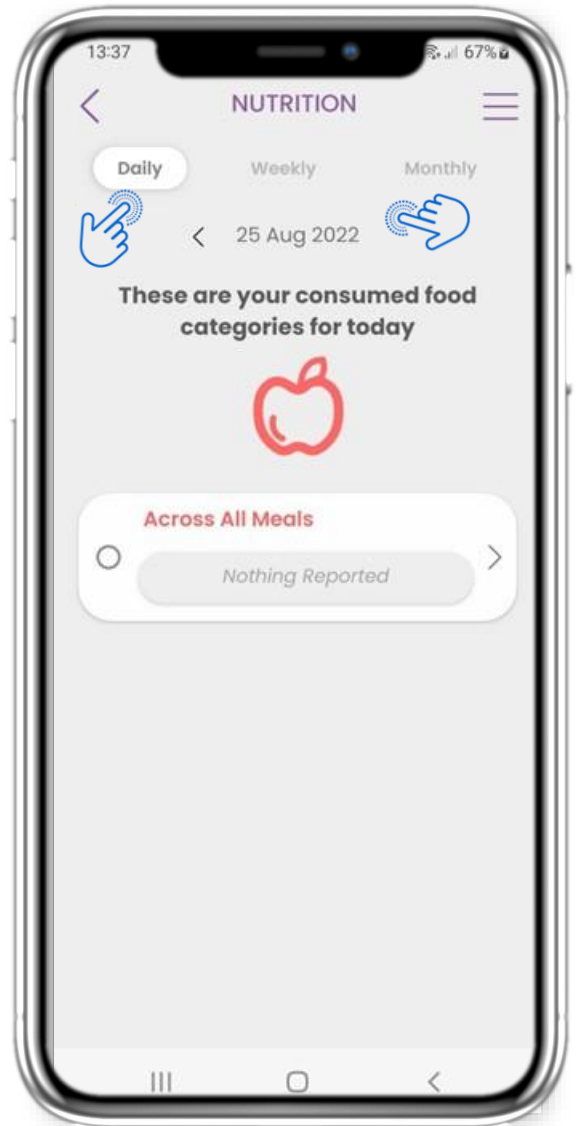 13:37 67%
NUTRITION
Daily Weekly Monthly
25 Aug 2022
These are your consumed food
categories for today
Across All Meals
Nothing Reported